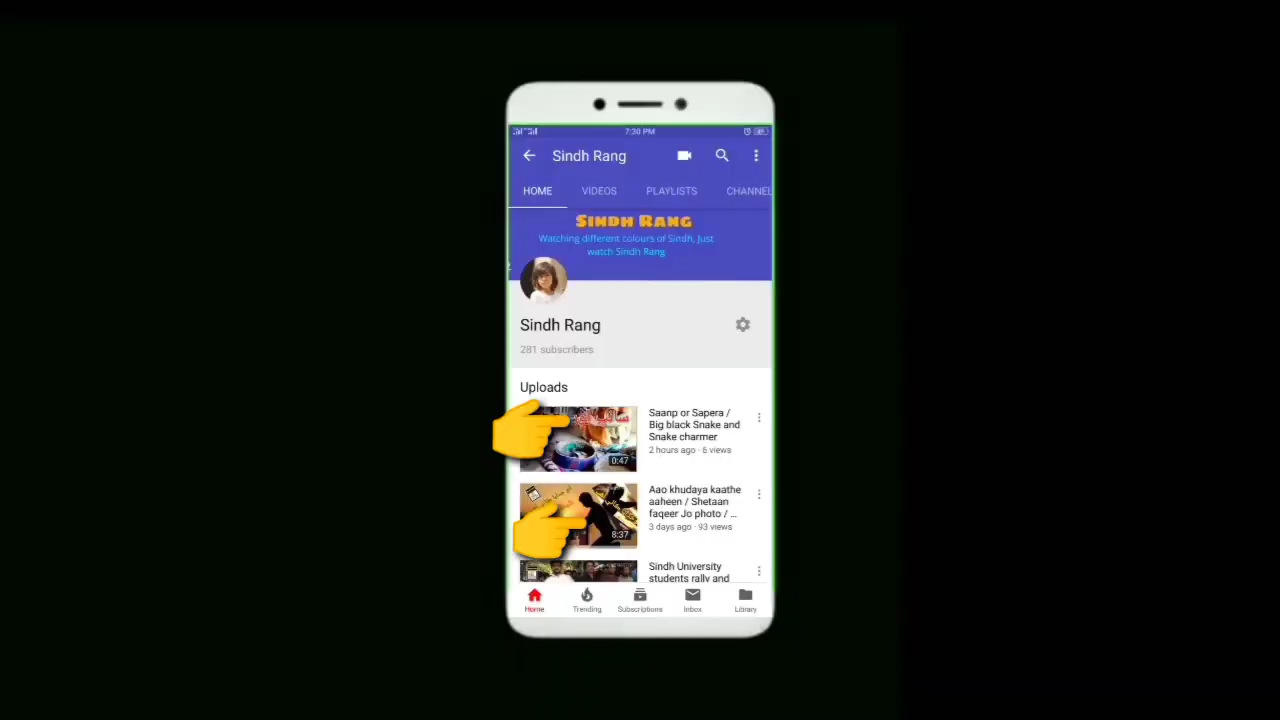 7:30 PM
Sindh Rang
HOME VIDEOS PLAYLISTS CHANNEL
SINDH RANG
Watching different colours of Sindh, Just
watch Sindh Rang
Sindh Rang
281 subscribers
Uploads
Saanp or Sapera /
Big black Snake and
Snake charmer
2 hours ago · 6 views
0:47
Aao khudaya kaathe
aaheen / Shetaan
faqeer Jo photo / ...
3 days ago · 93 views
8:37
Sindh University
students rally and
Home Trending Subscriptions Inbox Library